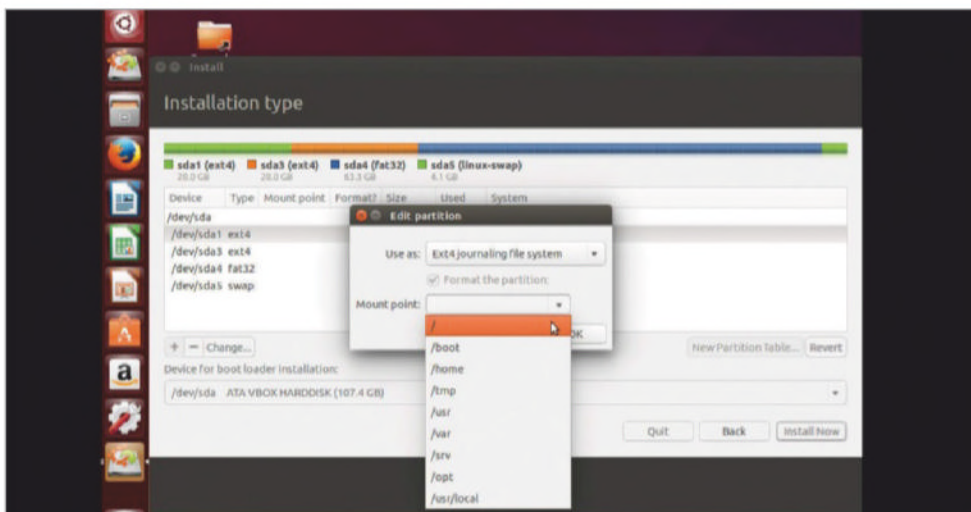 Install
Installation type
sda1 (ext4) sda3 (ext4) sda4 (fat32) sda5 (linux-swap)
20.0 GB 20.0 GB 63.3 GB 4.1 GB
Device Type Mount point Format? Size Used System
/dev/sda
/dev/sda1 ext4
/dev/sda3 ext4
/dev/sda4 fat32
/dev/sda5 swap
Edit partition
Use as: Ext4 journaling file system
Format the partition:
Mount point:
OK
/
/boot
/home
/tmp
/usr
/var
/srv
/opt
/usr/local
+ - Change... New Partition Table... Revert
Device for boot loader installation:
/dev/sda ATA VBOX HARDDISK (107.4 GB)
Quit Back Install Now
a
A